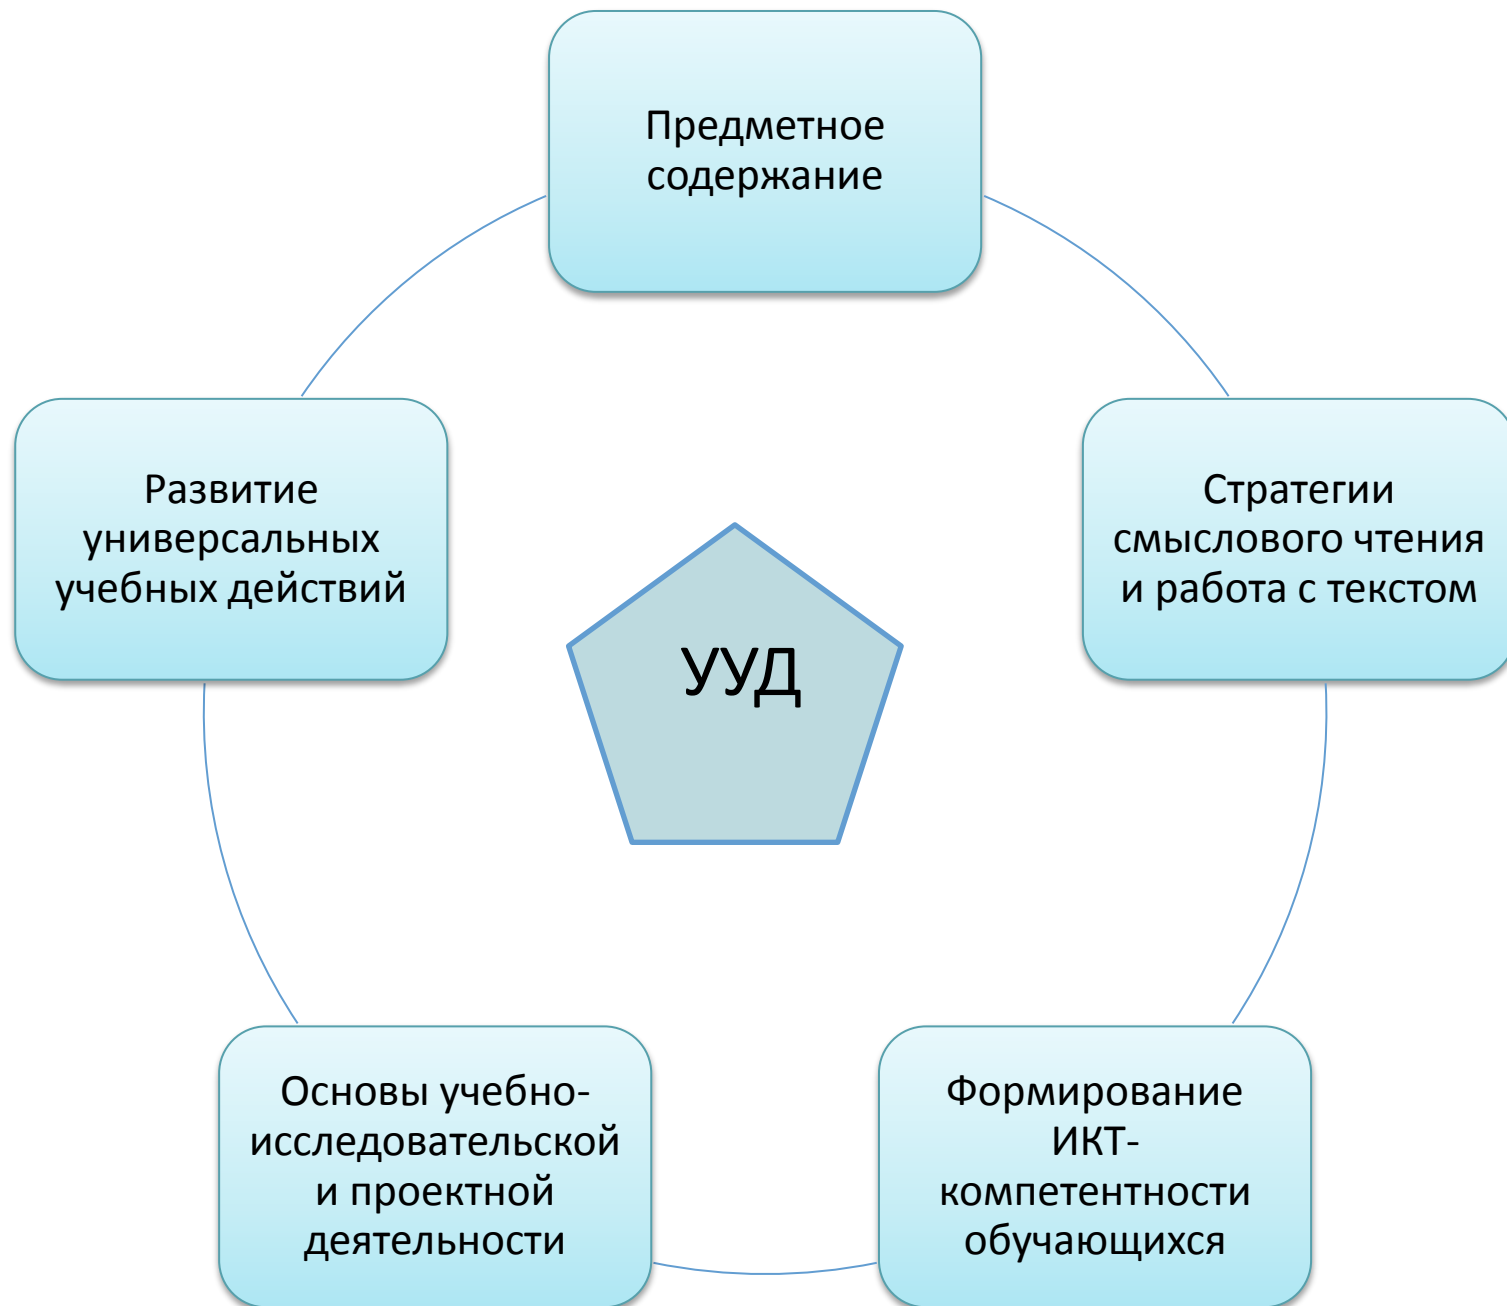 Предметное
содержание
Развитие
универсальных
учебных действий
Стратегии
смыслового чтения
и работа с текстом
УУД
Основы учебно-
исследовательской
и проектной
деятельности
Формирование
ИКТ-
компетентности
обучающихся